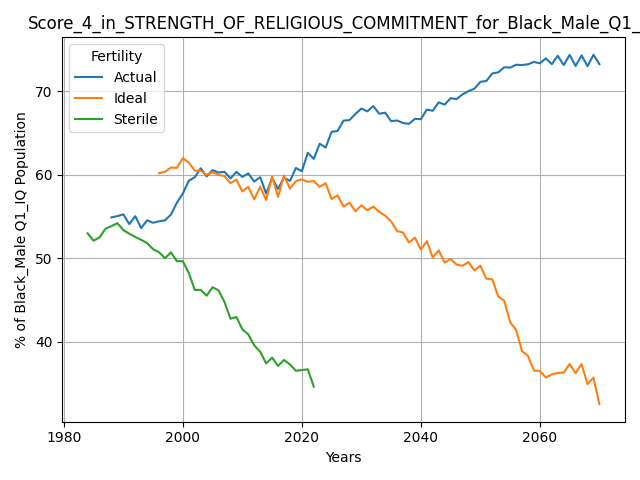 Score_4_in_STRENGTH_OF_RELIGIOUS_COMMITMENT_for_Black_Male_Q1_
Fertility
Actual
Ideal
Sterile
% of Black_Male Q1_IQ Population
70
60
50
40
1980 2000 2020 2040 2060
Years